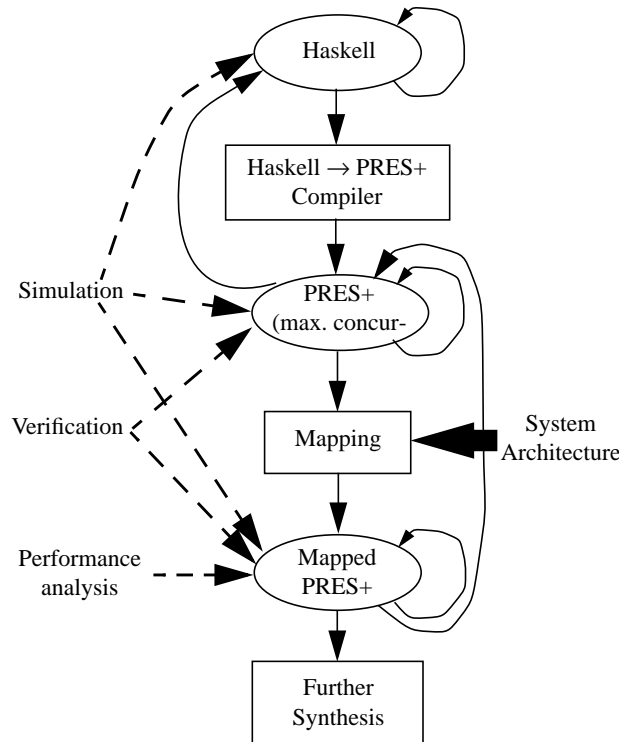 Haskell
Haskell → PRES+
Compiler
Simulation
PRES+
(max. concur-
Verification
Mapping
System
Architecture
Performance
analysis
Mapped
PRES+
Further
Synthesis